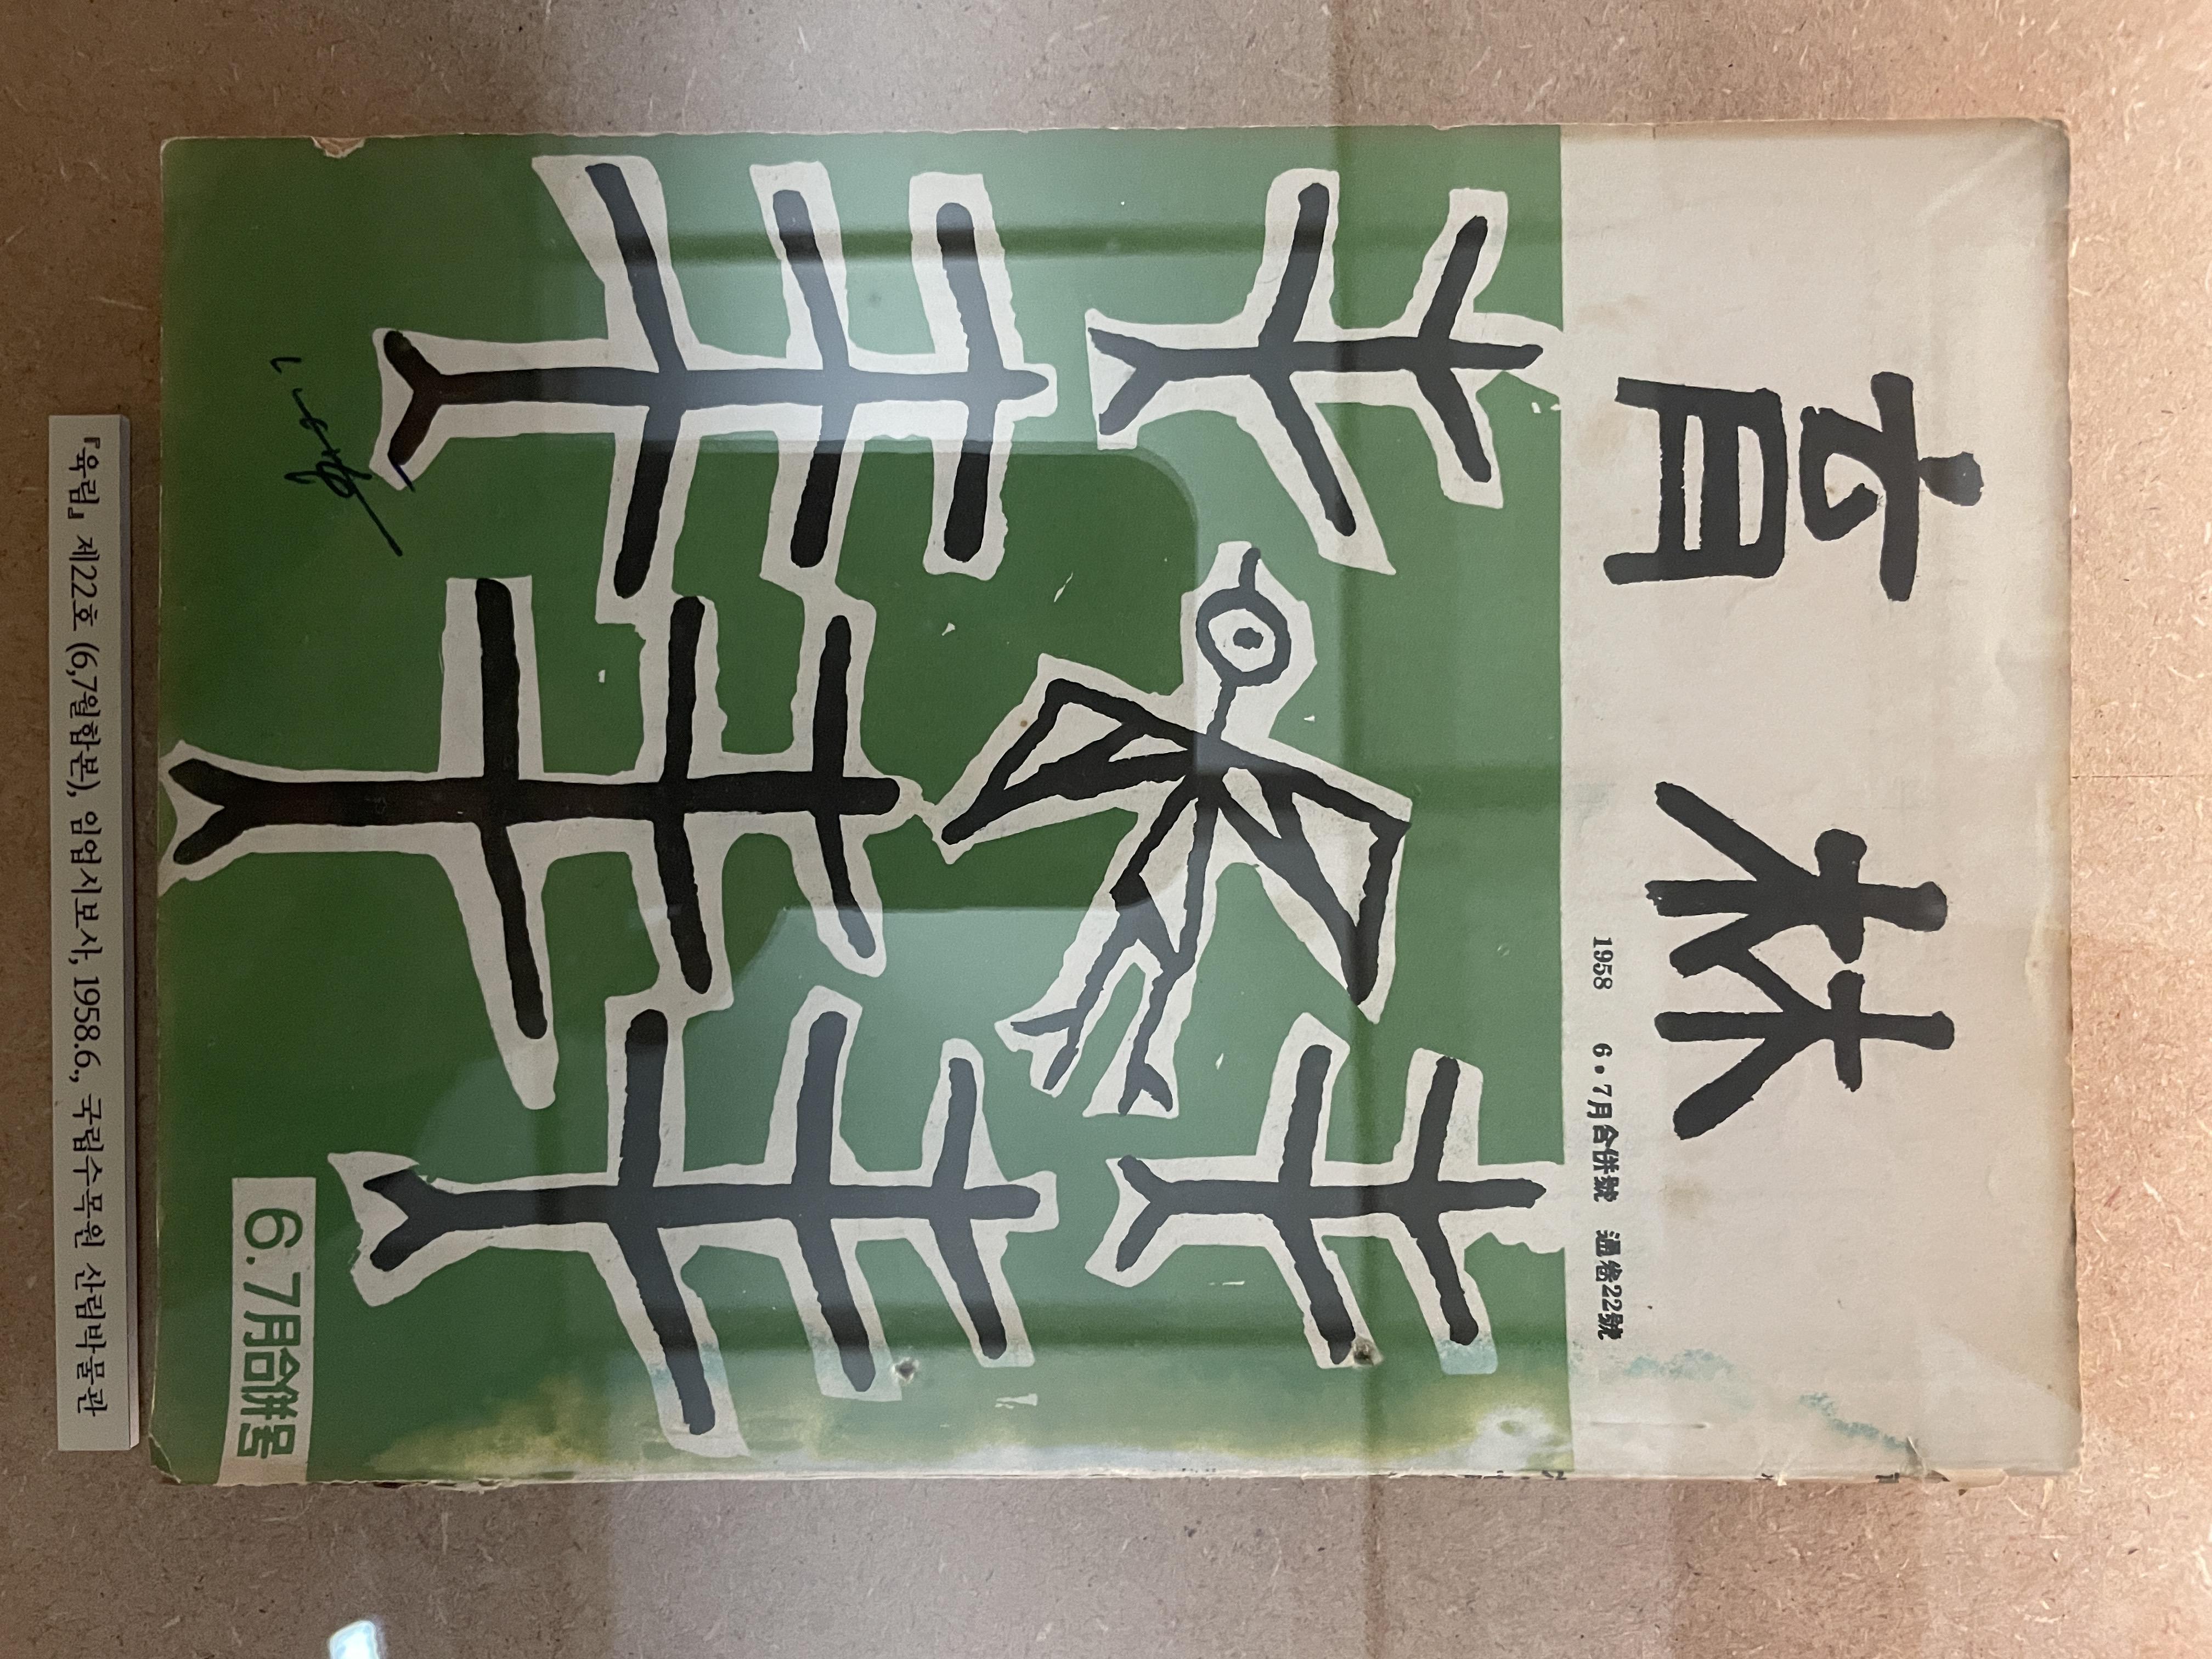 育林
1958 6.7月合併號 通卷22號
6.7月合併号
『육림』 제22호 (6,7월합본), 임업시보사, 1958.6., 국립수목원 산림박물관